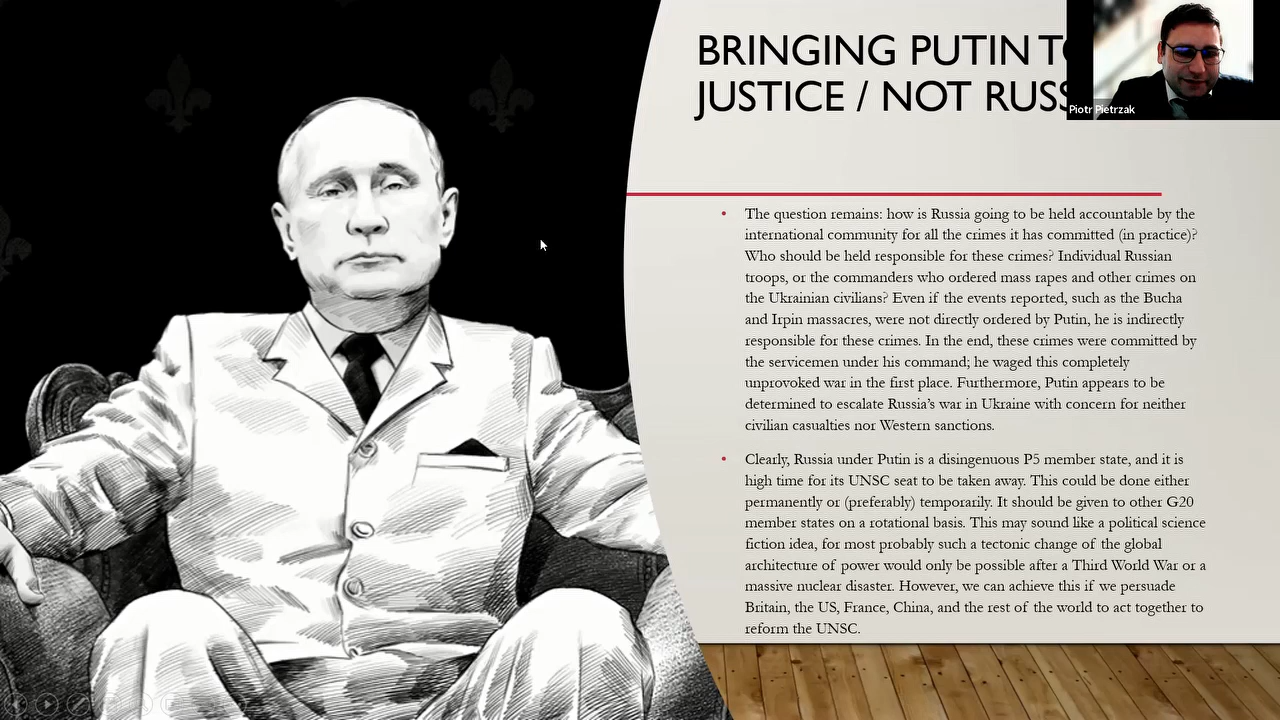 BRINGING PUTIN TO
JUSTICE / NOT
Piotr Pietrzak
• The question remains: how is Russia going to be held accountable by the
international community for all the crimes it has committed (in practice)?
Who should be held responsible for these crimes? Individual Russian
troops, or the commanders who ordered mass rapes and other crimes on
the Ukrainian civilians? Even if the events reported, such as the Bucha
and Irpin massacres, were not directly ordered by Putin, he is indirectly
responsible for these crimes. In the end, these crimes were committed by
the servicemen under his command; he waged this completely
unprovoked war in the first place. Furthermore, Putin appears to be
determined to escalate Russia's war in Ukraine with concern for neither
civilian casualties nor Western sanctions.
• Clearly, Russia under Putin is a disingenuous P5 member state, and it is
high time for its UNSC seat to be taken away. This could be done either
permanently or (preferably) temporarily. It should be given to other G20
member states on a rotational basis. This may sound like a political science
fiction idea, for most probably such a tectonic change of the global
architecture of power would only be possible after a Third World War or a
massive nuclear disaster. However, we can achieve this if we persuade
Britain, the US, France, China, and the rest of the world to act together to
reform the UNSC.